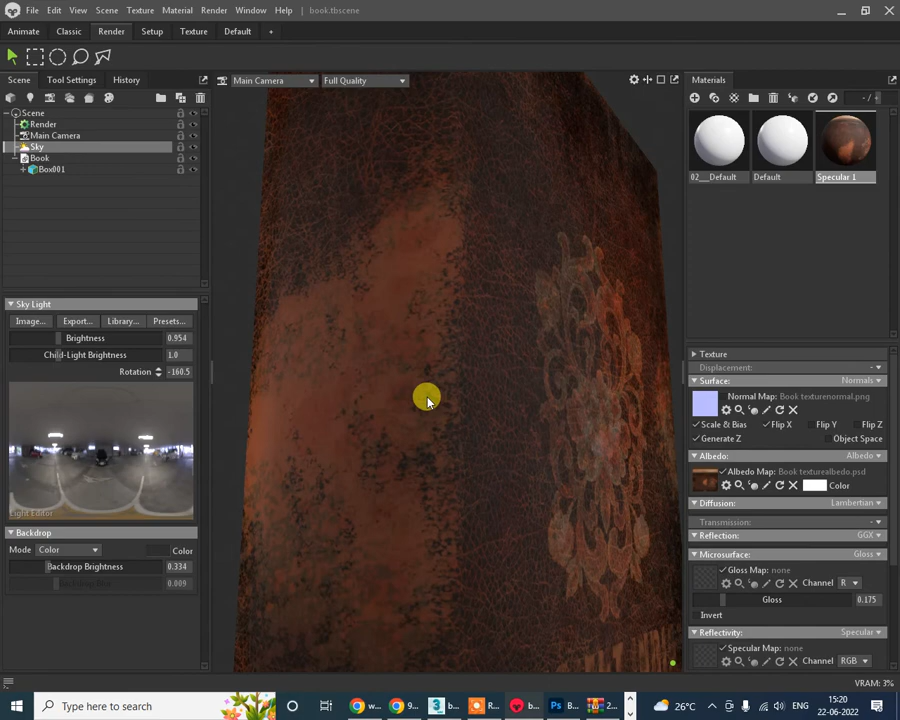 File Edit View Scene Texture Material Render Window Help book.tbscene
Animate Classic Render Setup Texture Default +
Scene Tool Settings History
Main Camera Full Quality
Materials
Scene
Render
Main Camera
Sky
Book
Box001
02__Default Default Specular 1
Sky Light
Image... Export... Library... Presets...
Brightness 0.954
Child-Light Brightness 1.0
Rotation -160.5
Light Editor
Backdrop
Mode Color Color
Backdrop Brightness 0.334
Backdrop Blur 0.009
Texture
Displacement:
Surface: Normals
Normal Map: Book texturenormal.png
Scale & Bias Flip X Flip Y Flip Z
Generate Z Object Space
Albedo: Albedo
Albedo Map: Book texturealbedo.psd
Color
Diffusion: Lambertian
Transmission:
Reflection: GGX
Microsurface: Gloss
Gloss Map: none
Channel R
Gloss 0.175
Invert
Reflectivity: Specular
Specular Map: none
Channel RGB
VRAM: 3%
Type here to search
w...
9...
b...
R...
b...
B...
2...
26°C
ENG
15:20
22-06-2022